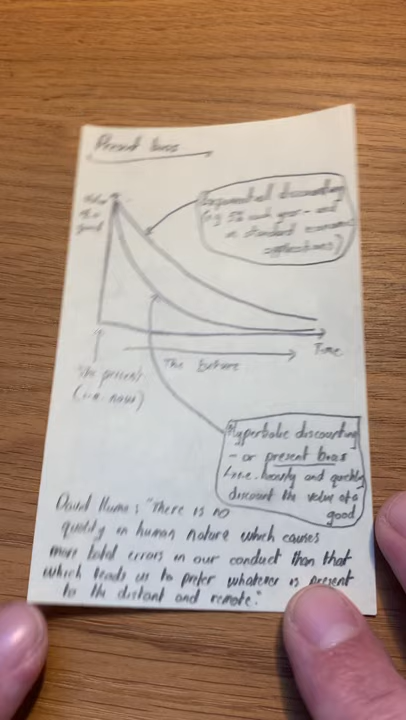 Present bias
Value
of a
good
Exponential discounting
(e.g 5% each year - used
in standard economic
applications)
Time
The future
The present
(i.e. now)
Hyperbolic discounting
- or present bias
i.e. heavily and quickly
discount the value of a
good
David Hume: "There is no
quality in human nature which causes
more fatal errors in our conduct than that
which leads us to prefer whatever is present
to the distant and remote."